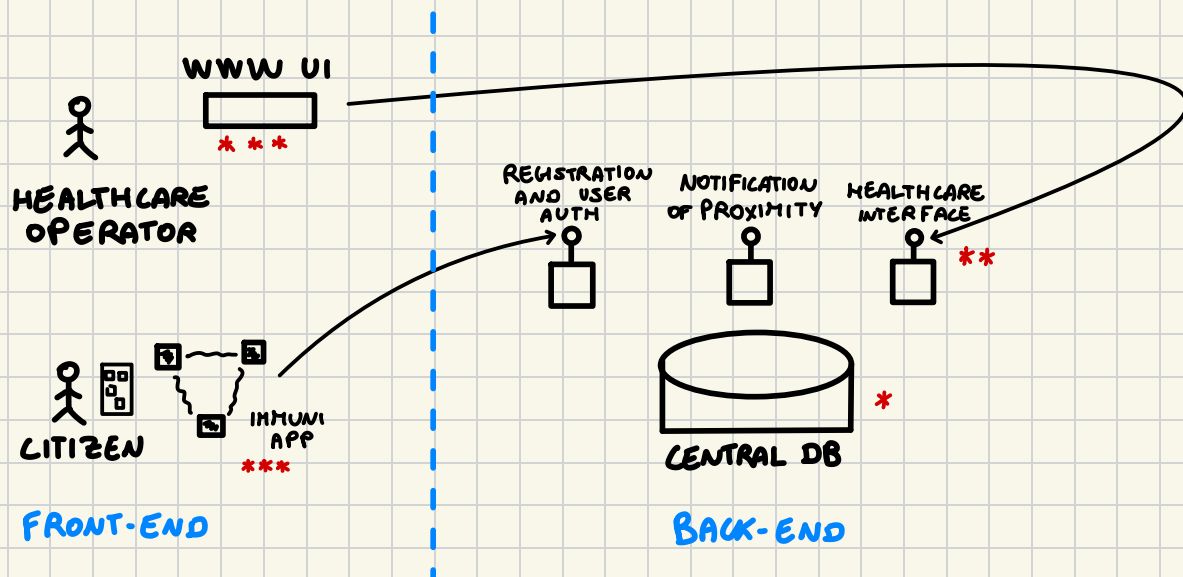 WWW UI
* * *
HEALTHCARE
OPERATOR
REGISTRATION
AND USER
AUTH
NOTIFICATION
OF PROXIMITY
HEALTHCARE
INTERFACE
**
IMMUNI
APP
***
CITIZEN
*
CENTRAL DB
FRONT-END
BACK-END